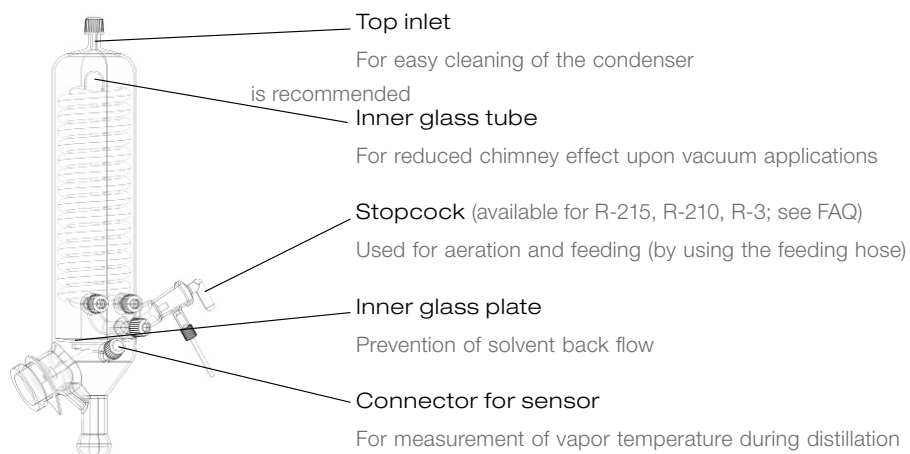 Top inlet
For easy cleaning of the condenser
is recommended
Inner glass tube
For reduced chimney effect upon vacuum applications
Stopcock (available for R-215, R-210, R-3; see FAQ)
Used for aeration and feeding (by using the feeding hose)
Inner glass plate
Prevention of solvent back flow
Connector for sensor
For measurement of vapor temperature during distillation